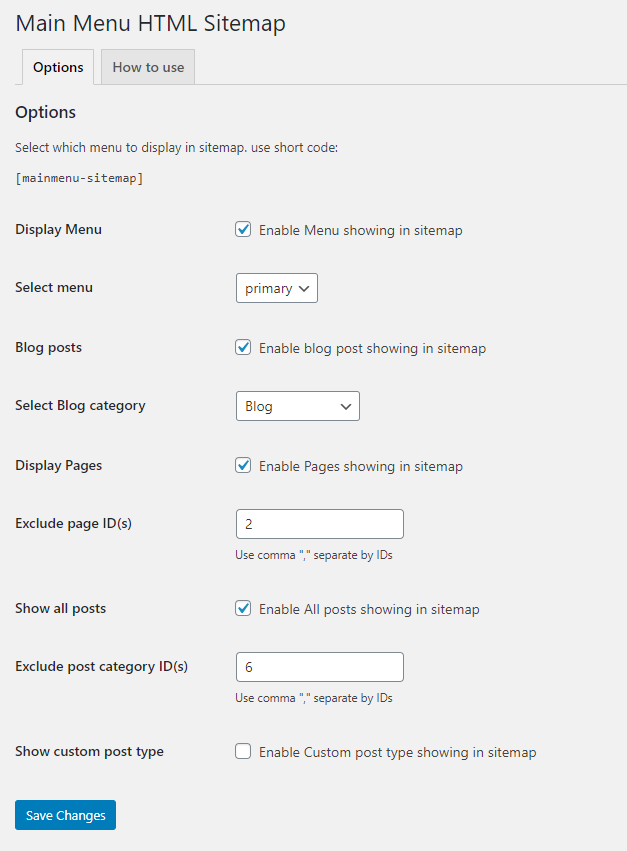 Main Menu HTML Sitemap
Options
How to use
Options
Select which menu to display in sitemap. use short code:
[mainmenu-sitemap]
Display Menu
Enable Menu showing in sitemap
Select menu
primary
Blog posts
Enable blog post showing in sitemap
Select Blog category
Blog
Display Pages
Enable Pages showing in sitemap
Exclude page ID(s)
2
Use comma "," separate by IDs
Show all posts
Enable All posts showing in sitemap
Exclude post category ID(s)
6
Use comma "," separate by IDs
Show custom post type
Enable Custom post type showing in sitemap
Save Changes